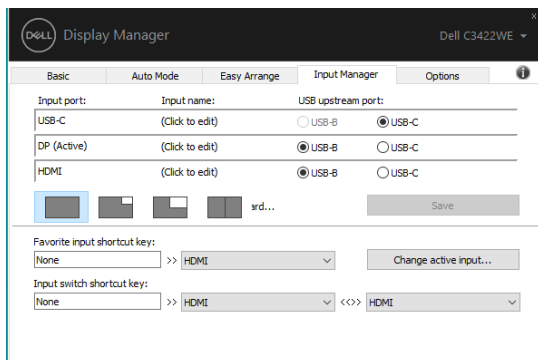 DELL Display Manager Dell C3422WE
Basic Auto Mode Easy Arrange Input Manager Options
Input port: Input name: USB upstream port:
USB-C (Click to edit) USB-B USB-C
DP (Active) (Click to edit) USB-B USB-C
HDMI (Click to edit) USB-B USB-C
ard... Save
Favorite input shortcut key:
None >> HDMI Change active input...
Input switch shortcut key:
None >> HDMI <<>> HDMI